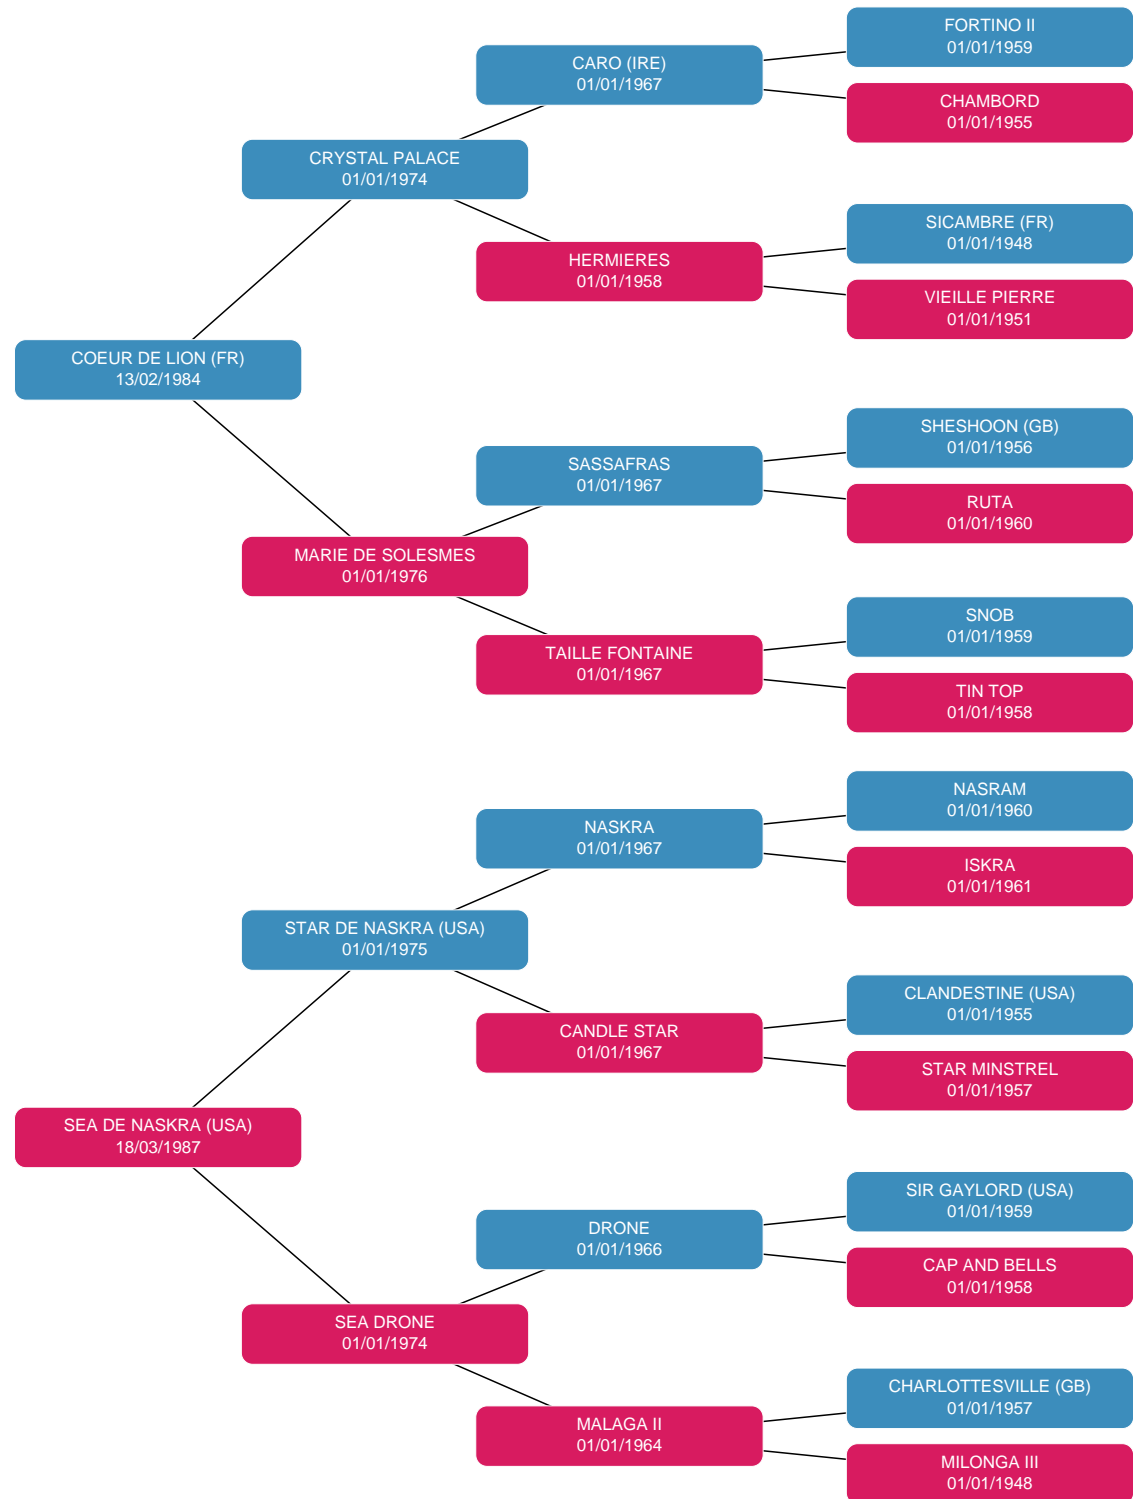 FORTINO II
01/01/1959
CARO (IRE)
01/01/1967
CHAMBORD
01/01/1955
CRYSTAL PALACE
01/01/1974
SICAMBRE (FR)
01/01/1948
HERMIERES
01/01/1958
VIEILLE PIERRE
01/01/1951
COEUR DE LION (FR)
13/02/1984
SHESHOON (GB)
01/01/1956
SASSAFRAS
01/01/1967
RUTA
01/01/1960
MARIE DE SOLESMES
01/01/1976
SNOB
01/01/1959
TAILLE FONTAINE
01/01/1967
TIN TOP
01/01/1958
NASRAM
01/01/1960
NASKRA
01/01/1967
ISKRA
01/01/1961
STAR DE NASKRA (USA)
01/01/1975
CLANDESTINE (USA)
01/01/1955
CANDLE STAR
01/01/1967
STAR MINSTREL
01/01/1957
SEA DE NASKRA (USA)
18/03/1987
SIR GAYLORD (USA)
01/01/1959
DRONE
01/01/1966
CAP AND BELLS
01/01/1958
SEA DRONE
01/01/1974
CHARLOTTESVILLE (GB)
01/01/1957
MALAGA II
01/01/1964
MILONGA III
01/01/1948